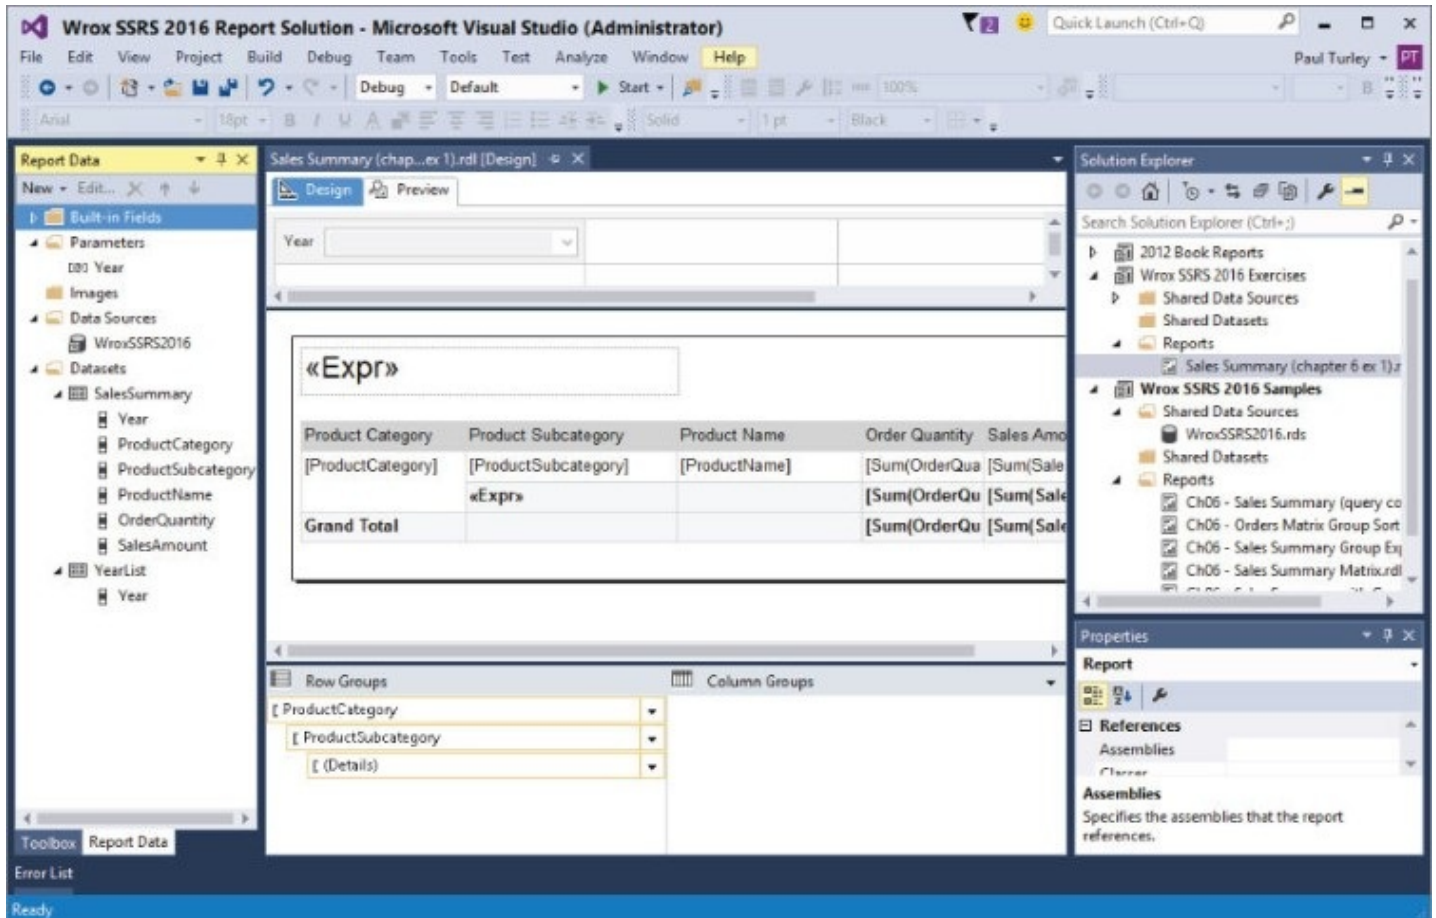 Wrox SSRS 2016 Report Solution - Microsoft Visual Studio (Administrator)
2
Quick Launch (Ctrl+Q)
File Edit View Project Build Debug Team Tools Test Analyze Window Help
Paul Turley PT
Debug Default Start 100% B
Arial 18pt B I U A Solid 1 pt Black
Report Data
New Edit...
Built-in Fields
Parameters
Year
Images
Data Sources
WroxSSRS2016
Datasets
SalesSummary
Year
ProductCategory
ProductSubcategory
ProductName
OrderQuantity
SalesAmount
YearList
Year
Toolbox Report Data
Sales Summary (chap...ex 1).rdl [Design]
Design Preview
Year
«Expr»
Product Category Product Subcategory Product Name Order Quantity Sales Amo
[ProductCategory] [ProductSubcategory] [ProductName] [Sum(OrderQua [Sum(Sale
«Expr» [Sum(OrderQu [Sum(Sale
Grand Total [Sum(OrderQu [Sum(Sale
Row Groups Column Groups
[ ProductCategory
[ ProductSubcategory
[ (Details)
Solution Explorer
Search Solution Explorer (Ctrl+;)
2012 Book Reports
Wrox SSRS 2016 Exercises
Shared Data Sources
Shared Datasets
Reports
Sales Summary (chapter 6 ex 1).r
Wrox SSRS 2016 Samples
Shared Data Sources
WroxSSRS2016.rds
Shared Datasets
Reports
Ch06 - Sales Summary (query co
Ch06 - Orders Matrix Group Sort
Ch06 - Sales Summary Group Exp
Ch06 - Sales Summary Matrix.rdl
Properties
Report
References
Assemblies
Assemblies
Specifies the assemblies that the report
references.
Error List
Ready